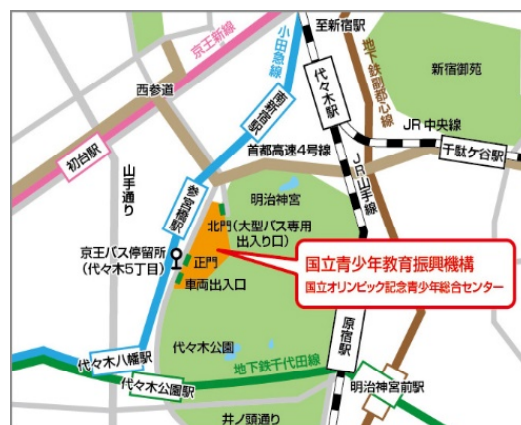 京王新線
小田急線
至新宿駅
地下鉄副都心線
新宿御苑
西参道
南新宿駅
代々木駅
JR中央線
千駄ケ谷駅
初台駅
首都高速4号線
山手通り
参宮橋駅
明治神宮
JR山手線
北門(大型バス専用
出入り口)
京王バス停留所
(代々木5丁目)
正門
車両出入口
国立青少年教育振興機構
国立オリンピック記念青少年総合センター
原宿駅
代々木公園
代々木八幡駅
代々木公園駅
地下鉄千代田線
明治神宮前駅
井ノ頭通り